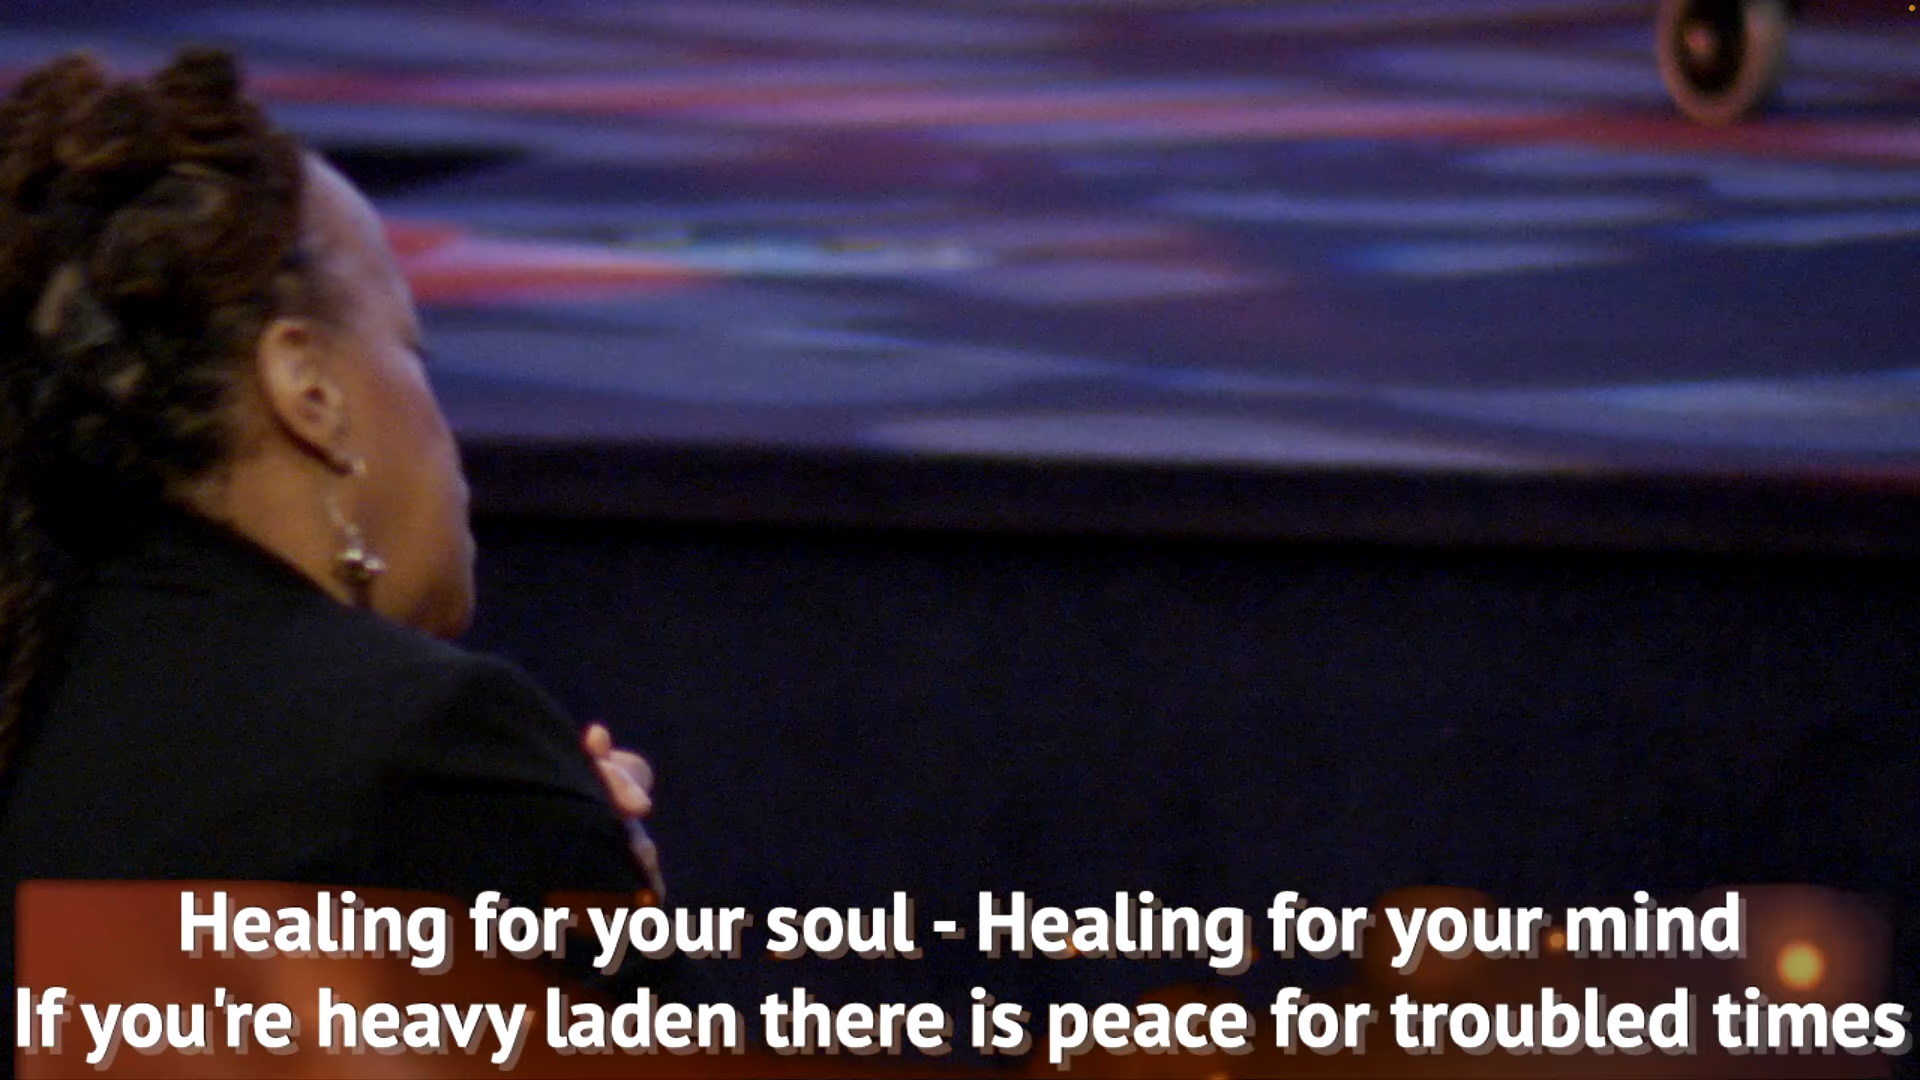 Healing for your soul - Healing for your mind
If you're heavy laden there is peace for troubled times